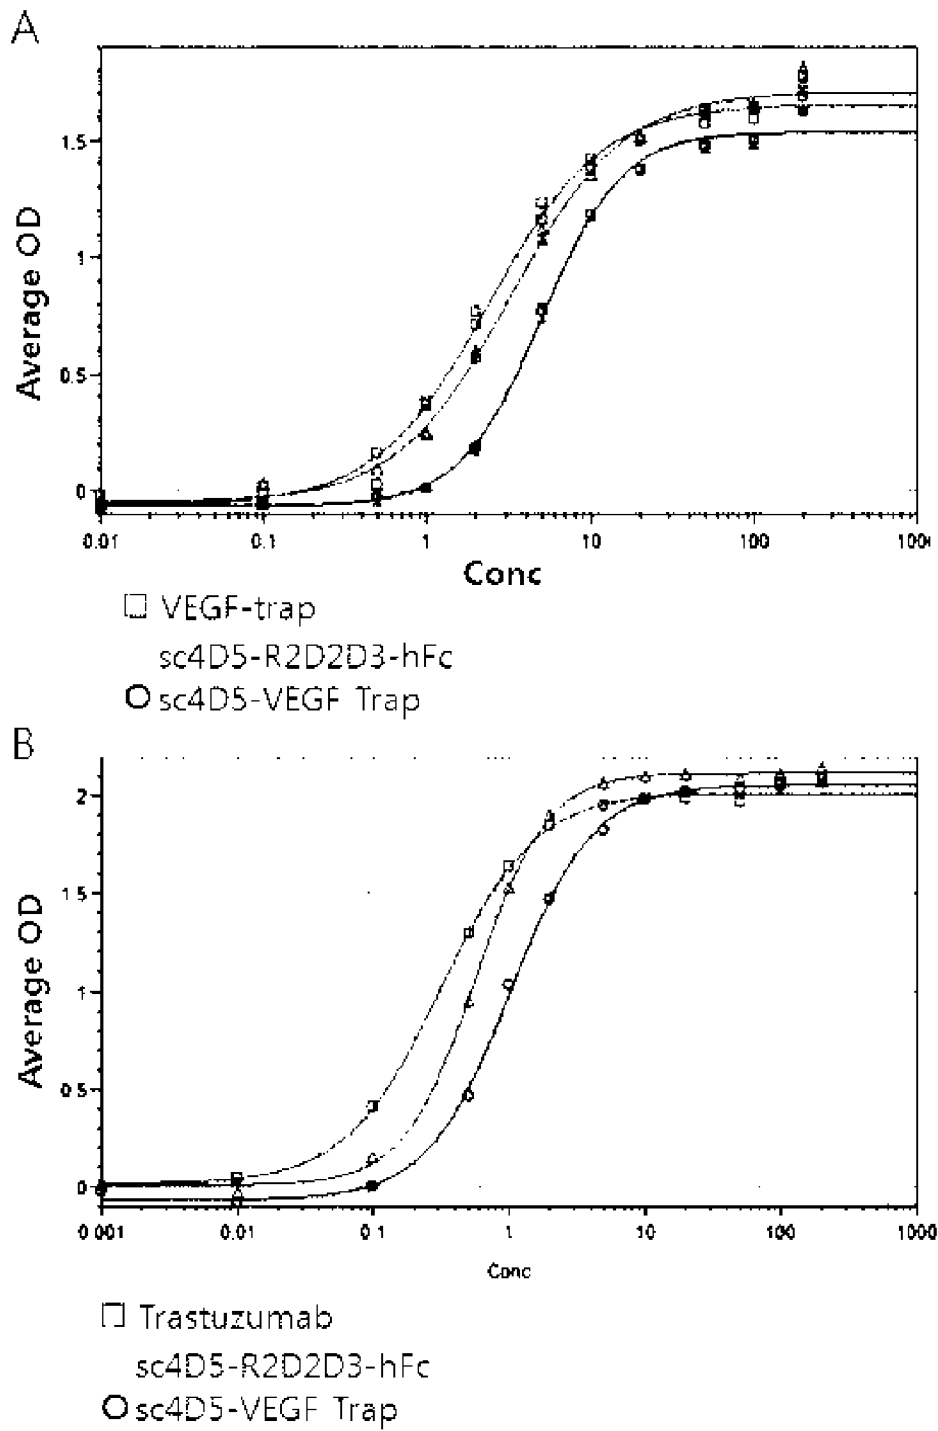 A
Average OD
1.5
1
0.5
0
0.01 0.1 1 10 100 100
Conc
VEGF-trap
sc4D5-R2D2D3-hFc
sc4D5-VEGF Trap
B
Average OD
2
1 5
1
0 5
0
0 001 0.01 0 1 1 10 100 1000
Conc
Trastuzumab
sc4D5-R2D2D3-hFc
sc4D5-VEGF Trap